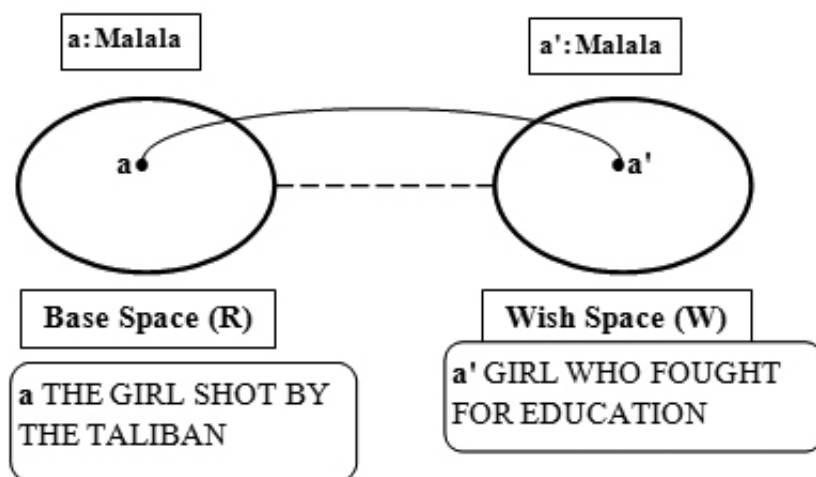 a: Malala
a': Malala
a
a'
Base Space (R)
Wish Space (W)
a THE GIRL SHOT BY
THE TALIBAN
a' GIRL WHO FOUGHT
FOR EDUCATION